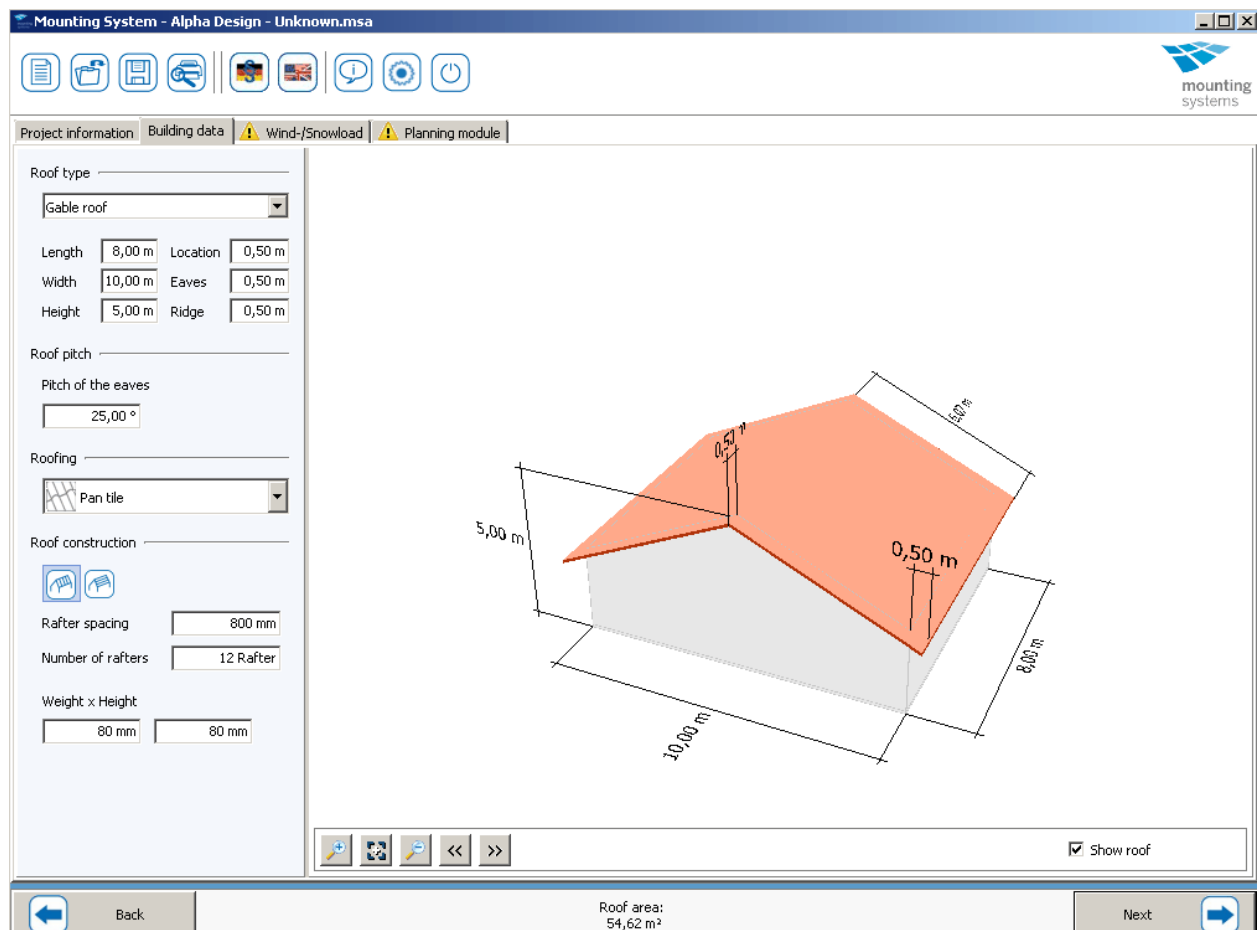 Mounting System - Alpha Design - Unknown.msa
mounting
systems
Project information Building data Wind-/Snowload Planning module
Roof type
Gable roof
Length 8,00 m Location 0,50 m
Width 10,00 m Eaves 0,50 m
Height 5,00 m Ridge 0,50 m
Roof pitch
Pitch of the eaves
25,00 °
Roofing
Pan tile
Roof construction
Rafter spacing 800 mm
Number of rafters 12 Rafter
Weight x Height
80 mm 80 mm
6,07 m
5,00 m
0,50 m
8,00 m
10,00 m
<< >>
Show roof
Back
Roof area:
54,62 m²
Next